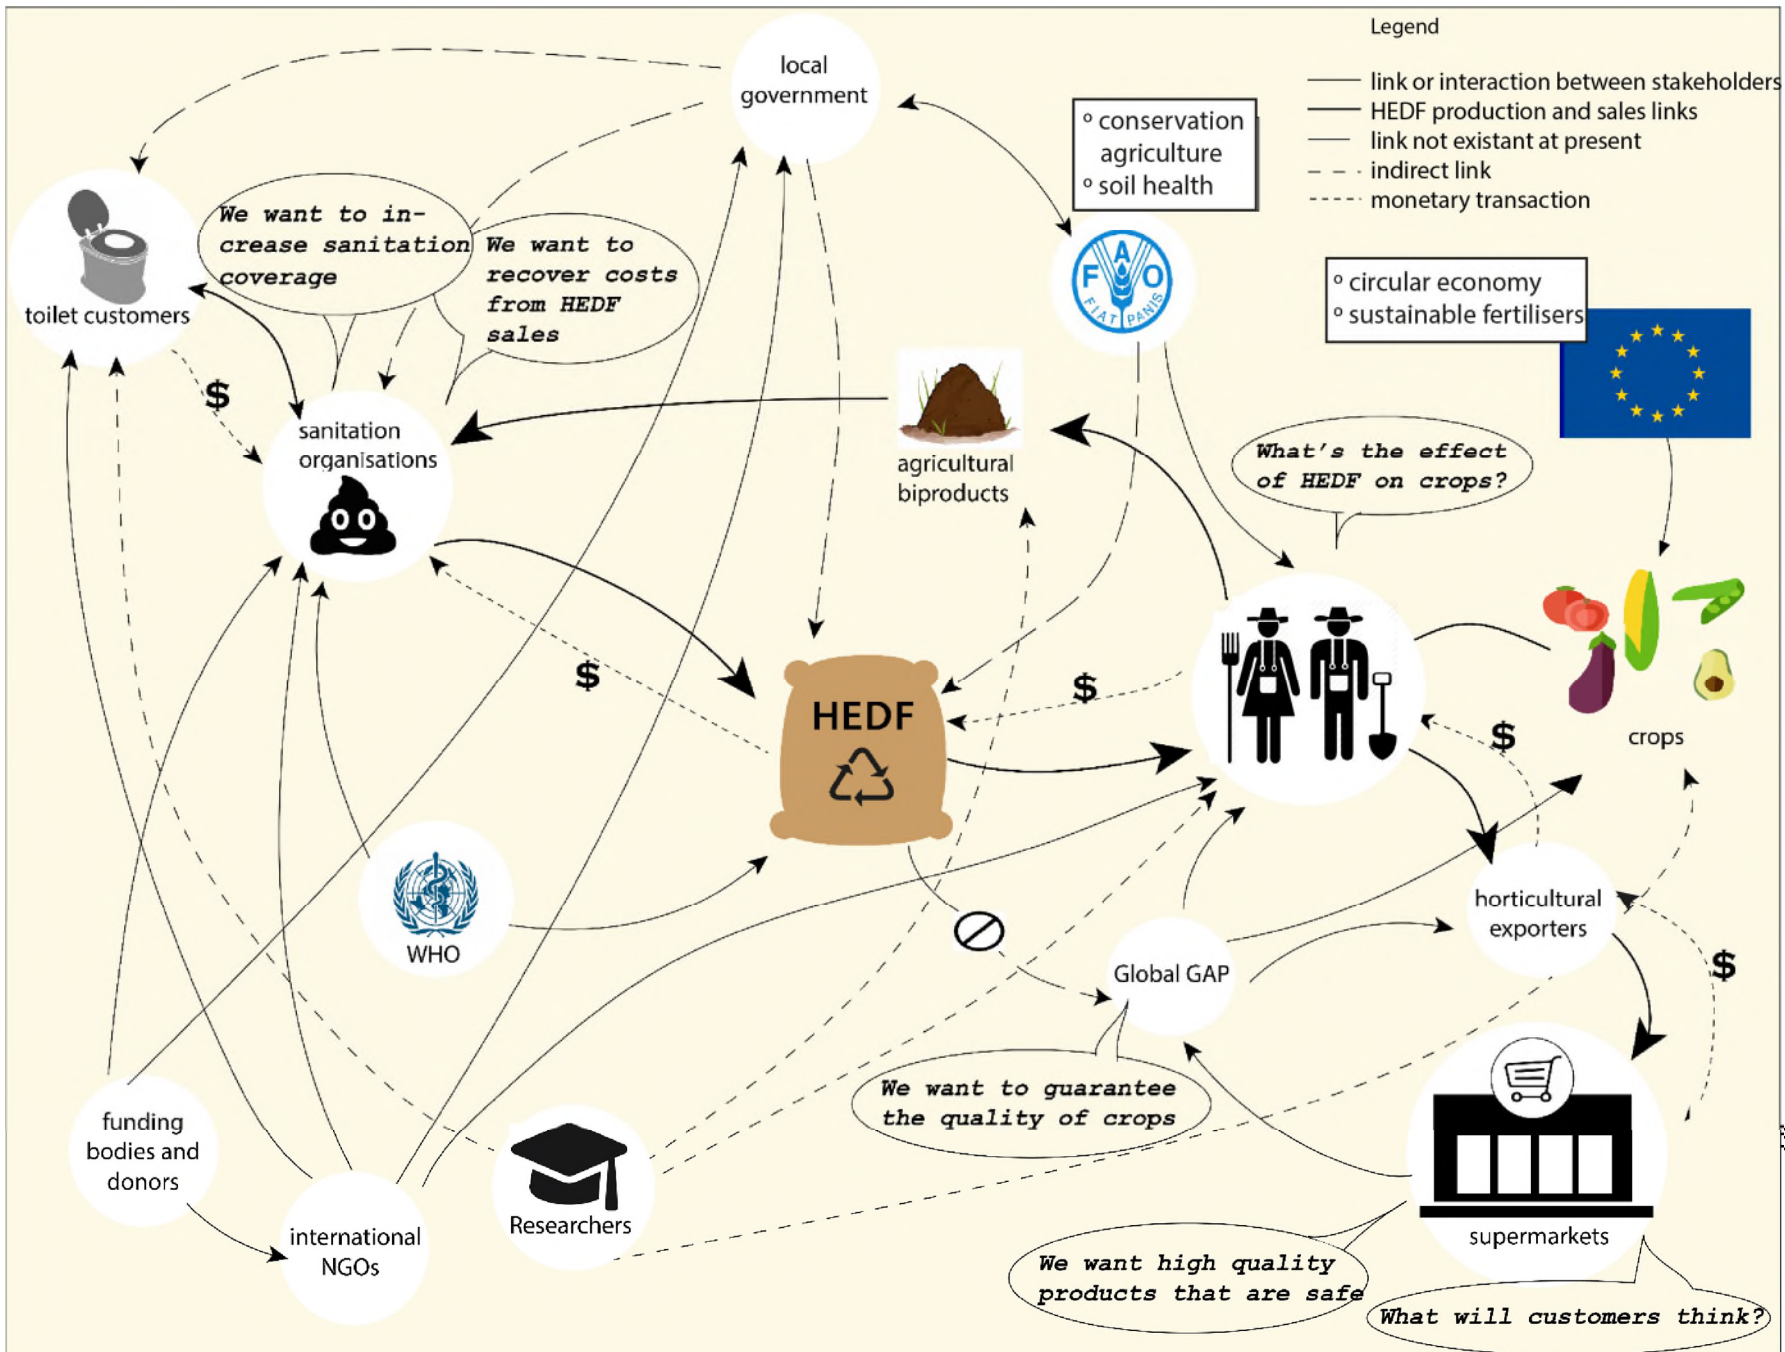 Legend
link or interaction between stakeholders
HEDF production and sales links
link not existant at present
indirect link
monetary transaction
local
government
º conservation
agriculture
º soil health
toilet customers
We want to in-
crease sanitation
coverage
We want to
recover costs
from HEDF
sales
F A O
FIAT PANIS
º circular economy
º sustainable fertilisers
$
sanitation
organisations
agricultural
biproducts
What's the effect
of HEDF on crops?
$
HEDF
$
$
crops
WHO
horticultural
exporters
Global GAP
$
We want to guarantee
the quality of crops
funding
bodies and
donors
Researchers
international
NGOs
supermarkets
We want high quality
products that are safe
What will customers think?